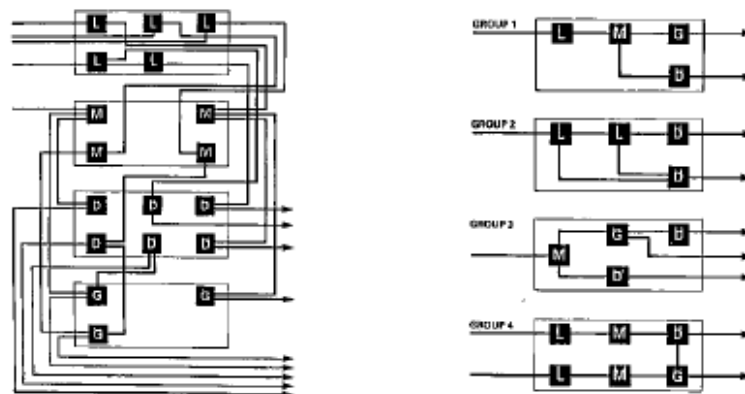 L L L
L L
M M
M M
D D D
D D D
G G
G
GROUP 1
L M G
D
GROUP 2
L L D
D
GROUP 3
G D
M
D
GROUP 4
L M D
L M G